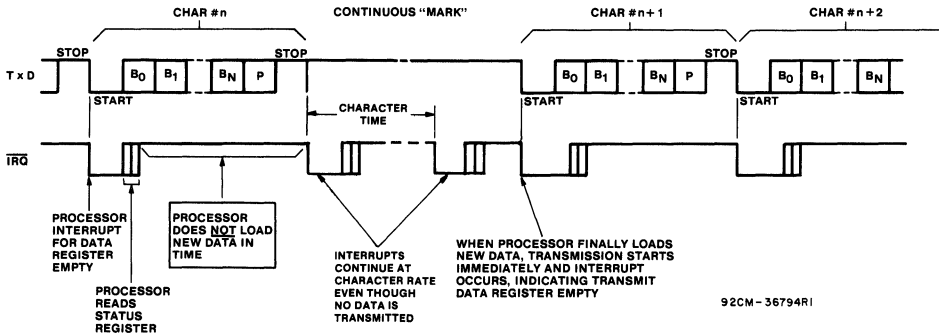 CHAR #n
CONTINUOUS "MARK"
CHAR #n+1
CHAR #n+2
STOP
STOP
STOP
TxD
B0
B1
BN
P
B0
B1
BN
P
B0
B1
BN
START
START
START
CHARACTER
TIME
IRQ
PROCESSOR
INTERRUPT
FOR DATA
REGISTER
EMPTY
PROCESSOR
READS
STATUS
REGISTER
PROCESSOR
DOES NOT LOAD
NEW DATA IN
TIME
INTERRUPTS
CONTINUE AT
CHARACTER RATE
EVEN THOUGH
NO DATA IS
TRANSMITTED
WHEN PROCESSOR FINALLY LOADS
NEW DATA, TRANSMISSION STARTS
IMMEDIATELY AND INTERRUPT
OCCURS, INDICATING TRANSMIT
DATA REGISTER EMPTY
92CM-36794R1